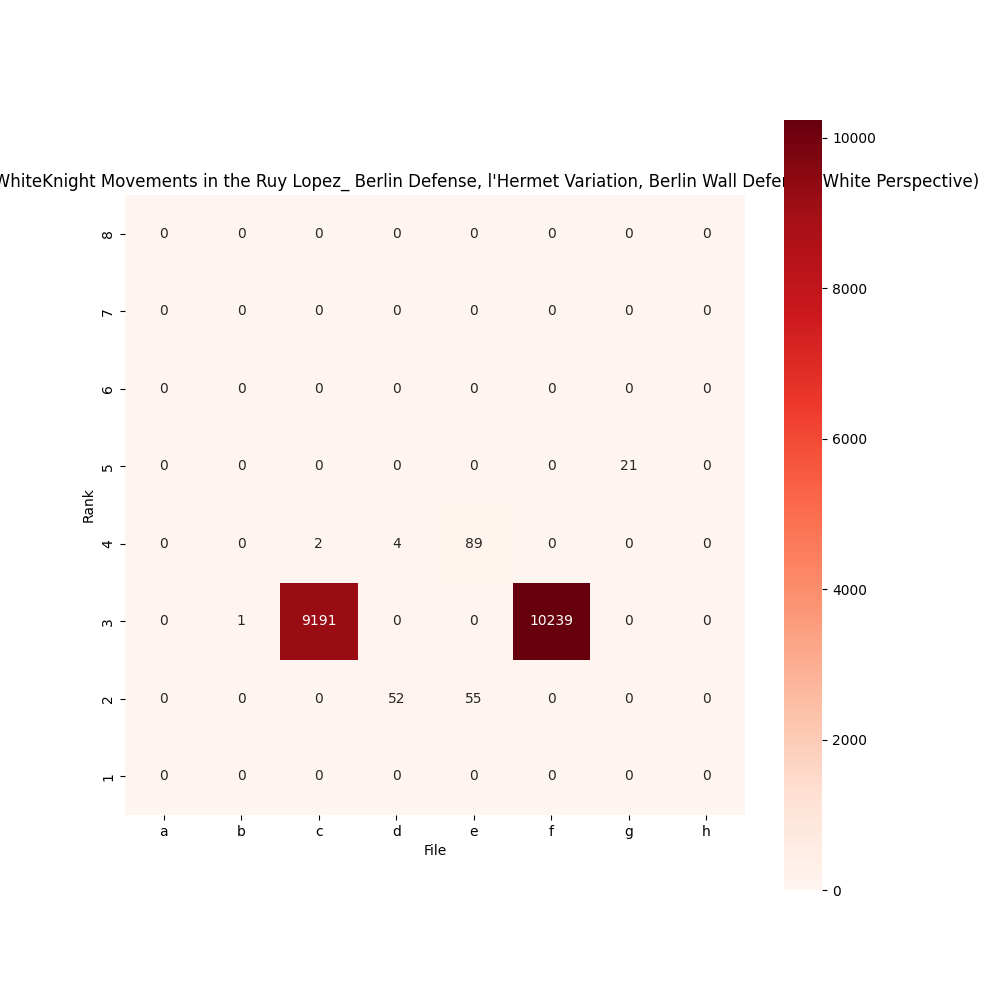 WhiteKnight Movements in the Ruy Lopez_ Berlin Defense, l'Hermet Variation, Berlin Wall Defen White Perspective)
10000
8000
6000
4000
2000
0
8 0 0 0 0 0 0 0 0
7 0 0 0 0 0 0 0 0
6 0 0 0 0 0 0 0 0
5 0 0 0 0 0 0 21 0
Rank
4 0 0 2 4 89 0 0 0
3 0 1 9191 0 0 10239 0 0
2 0 0 0 52 55 0 0 0
1 0 0 0 0 0 0 0 0
a b c d e f g h
File